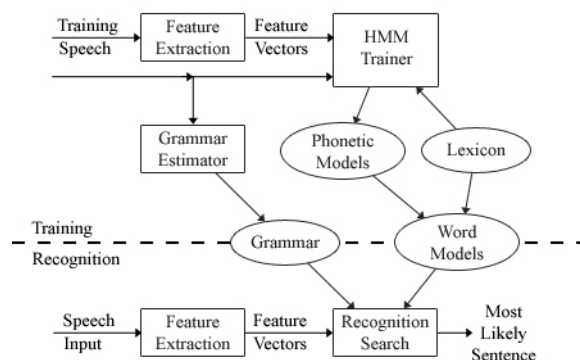 Training
Speech
Feature
Extraction
Feature
Vectors
HMM
Trainer
Grammar
Estimator
Phonetic
Models
Lexicon
Training
Recognition
Grammar
Word
Models
Speech
Input
Feature
Extraction
Feature
Vectors
Recognition
Search
Most
Likely
Sentence